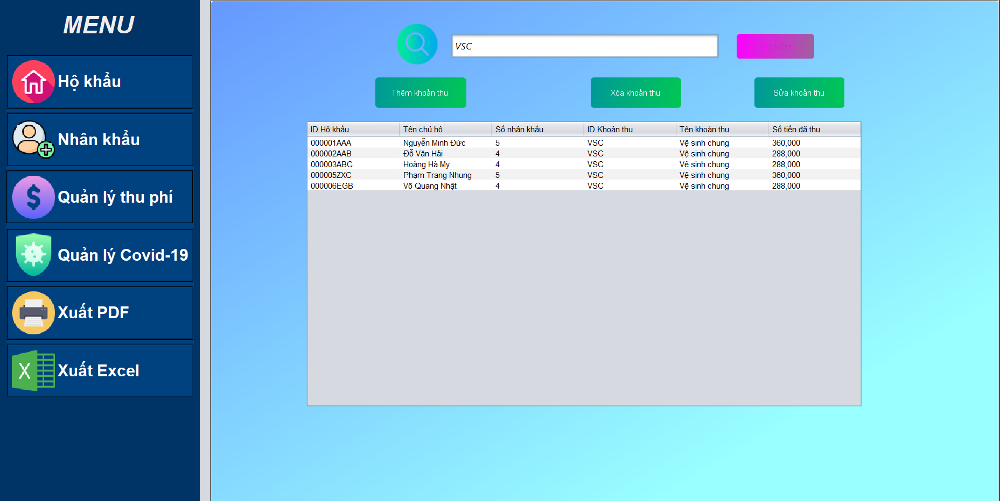 MENU
Hộ khẩu
Nhân khẩu
Quản lý thu phí
Quản lý Covid-19
Xuất PDF
Xuất Excel
VSC
Thêm khoản thu Xóa khoản thu Sửa khoản thu
ID Hộ khẩu Tên chủ hộ Số nhân khẩu ID Khoản thu Tên khoản thu Số tiền đã thu
000001AAA Nguyễn Minh Đức 5 VSC Vệ sinh chung 360,000
000002AAB Đỗ Văn Hải 4 VSC Vệ sinh chung 288,000
000003ABC Hoàng Hà My 4 VSC Vệ sinh chung 288,000
000005ZXC Phạm Trang Nhung 5 VSC Vệ sinh chung 360,000
000006EGB Võ Quang Nhật 4 VSC Vệ sinh chung 288,000